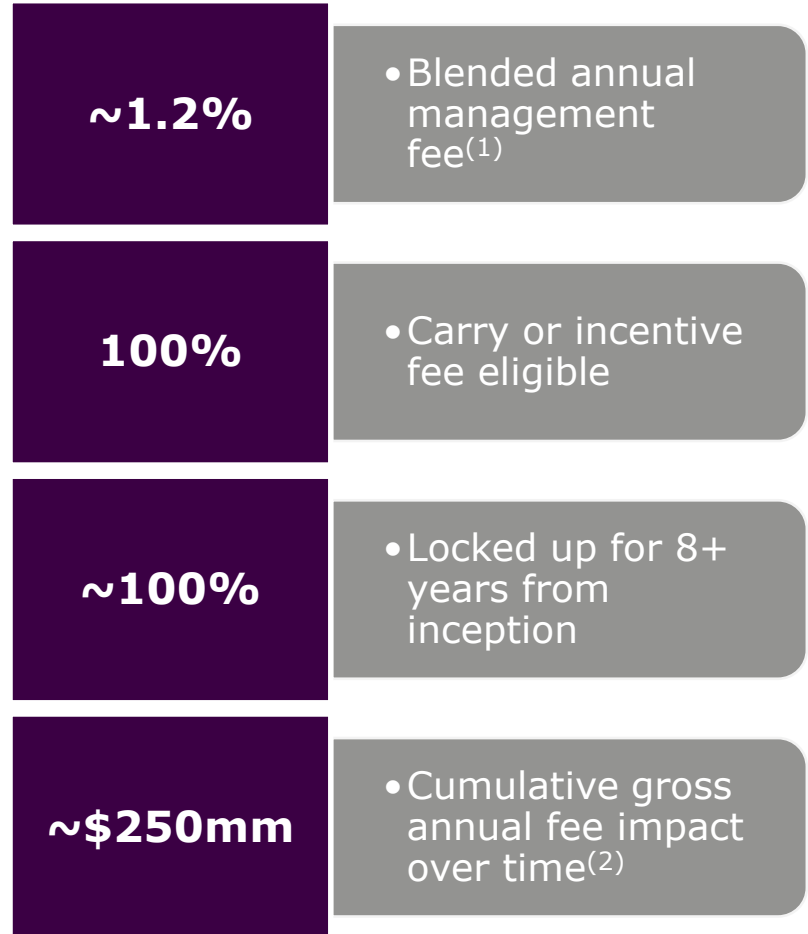 ~1.2%
•Blended annual
management
fee(1)
100%
•Carry or incentive
fee eligible
~100%
•Locked up for 8+
years from
inception
~$250mm
•Cumulative gross
annual fee impact
over time(2)